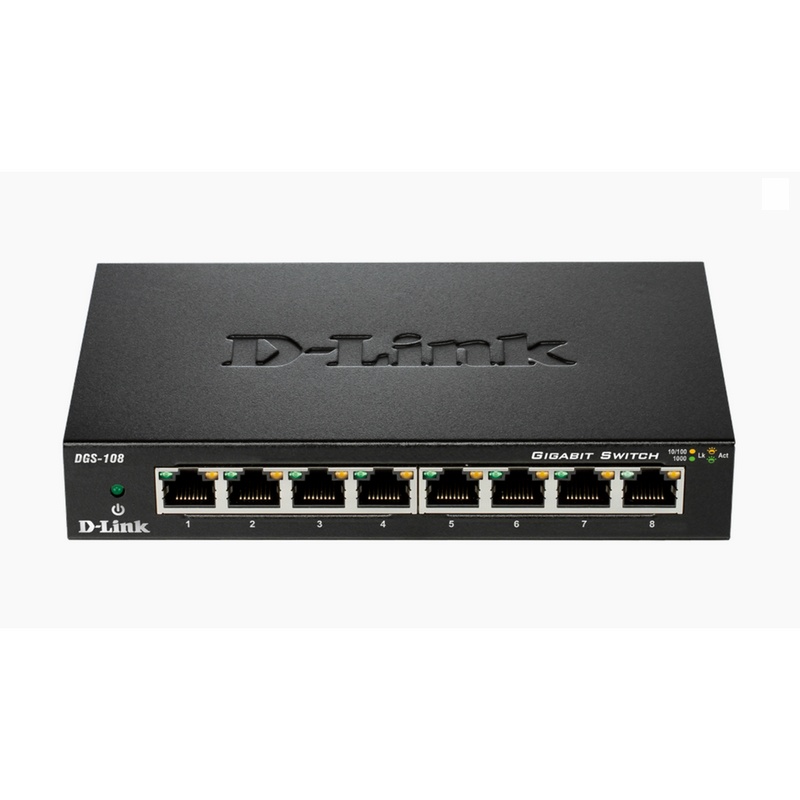 D-Link
DGS-108
GIGABIT SWITCH
10/100
1000
Lk
Act
D-Link
1 2 3 4 5 6 7 8